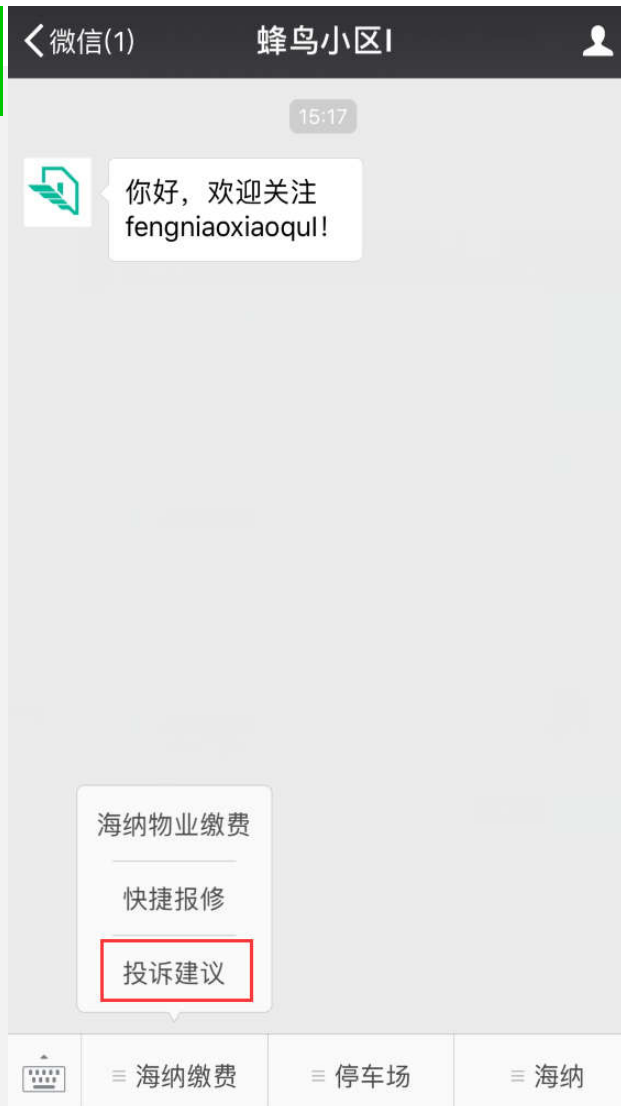 微信(1)
蜂鸟小区I
15:17
你好，欢迎关注
fengniaoxiaoquI!
海纳物业缴费
快捷报修
投诉建议
海纳缴费
停车场
海纳